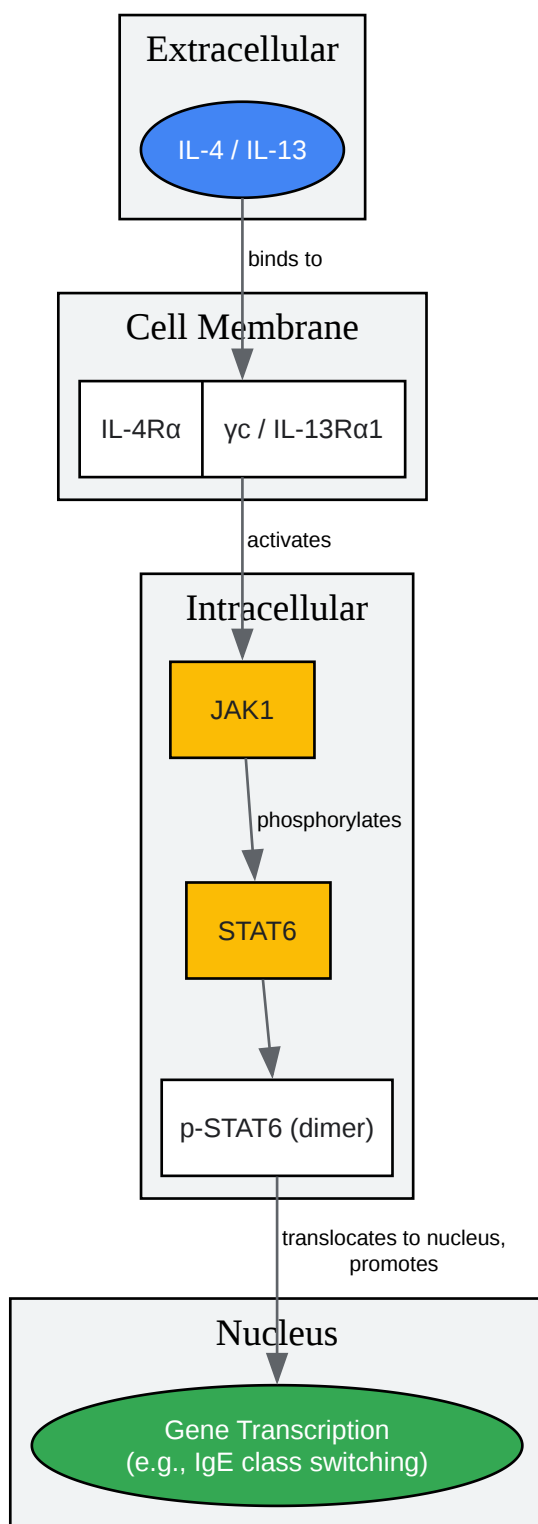 Extracellular
IL-4 / IL-13
binds to
Cell Membrane
IL-4Rα
γc / IL-13Rα1
activates
Intracellular
JAK1
phosphorylates
STAT6
p-STAT6 (dimer)
translocates to nucleus,
promotes
Nucleus
Gene Transcription
(e.g., IgE class switching)